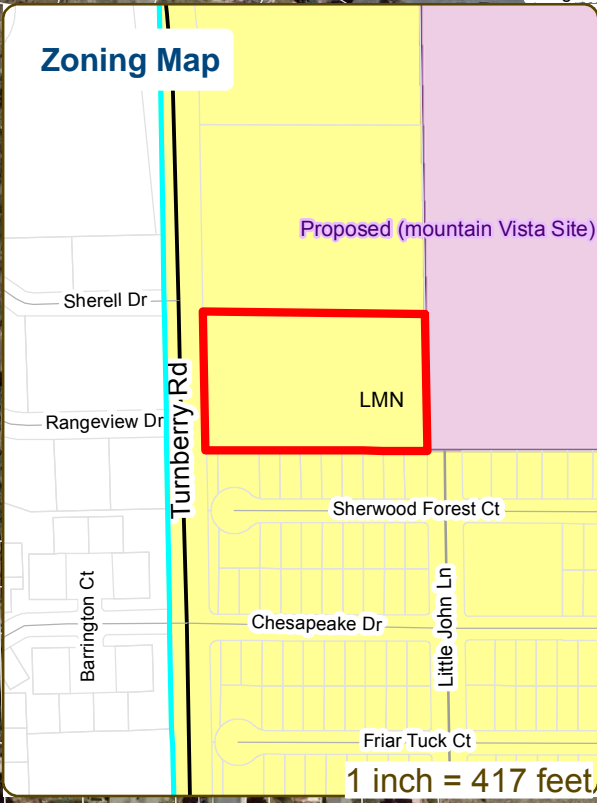 Zoning Map
Proposed (mountain Vista Site)
Sherell Dr
LMN
Rangeview Dr
Turnberry Rd
Sherwood Forest Ct
Little John Ln
Barrington Ct
Chesapeake Dr
Friar Tuck Ct
1 inch = 417 feet